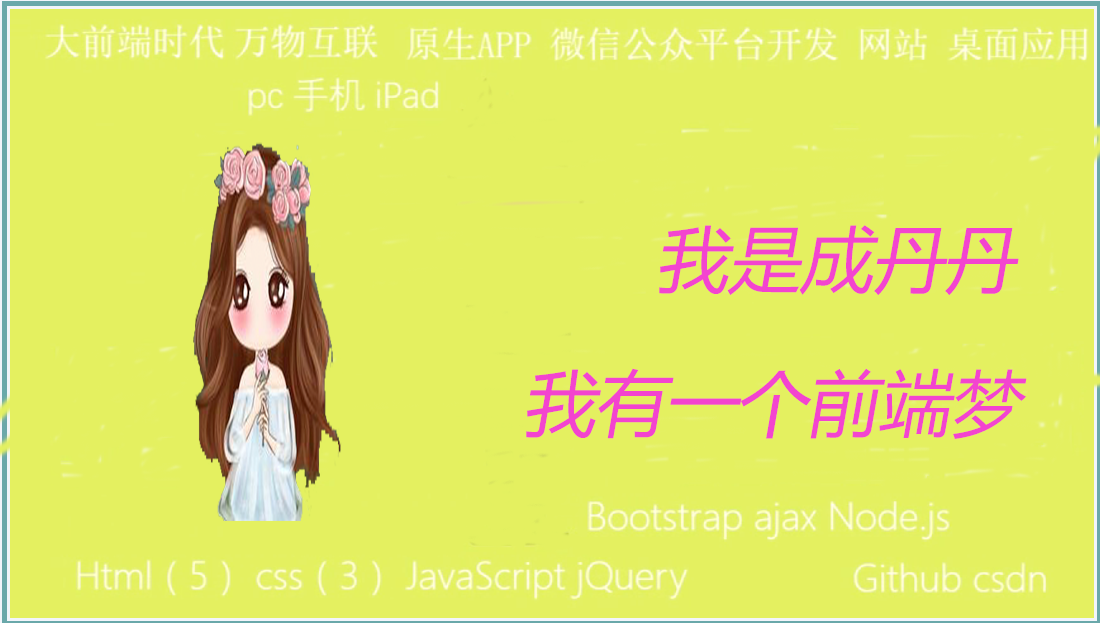 大前端时代 万物互联 原生APP 微信公众平台开发 网站 桌面应用
pc 手机 iPad
我是成丹丹
我有一个前端梦
Bootstrap ajax Node.js
Html（5） css（3） JavaScript jQuery Github csdn